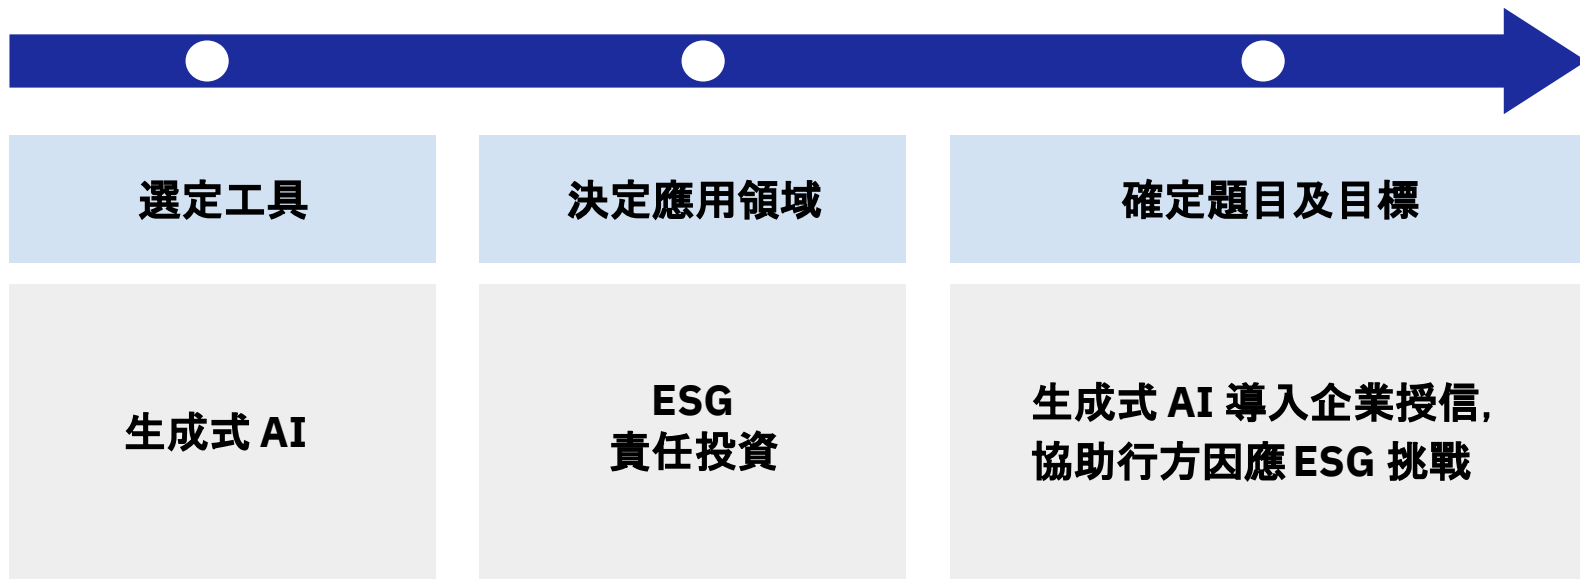 選定工具
決定應用領域
確定題目及目標
生成式 AI
ESG
責任投資
生成式 AI 導入企業授信,
協助行方因應 ESG 挑戰